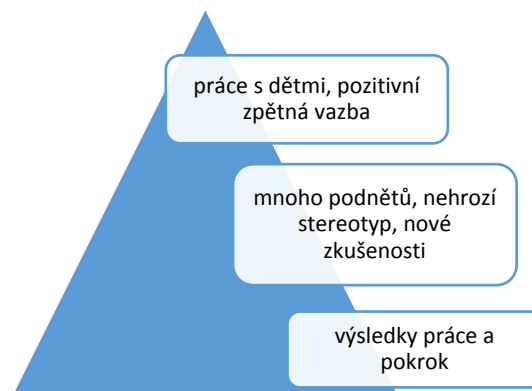 práce s dětmi, pozitivní
zpětná vazba
mnoho podnětů, nehrozí
stereotyp, nové
zkušenosti
výsledky práce a
pokrok